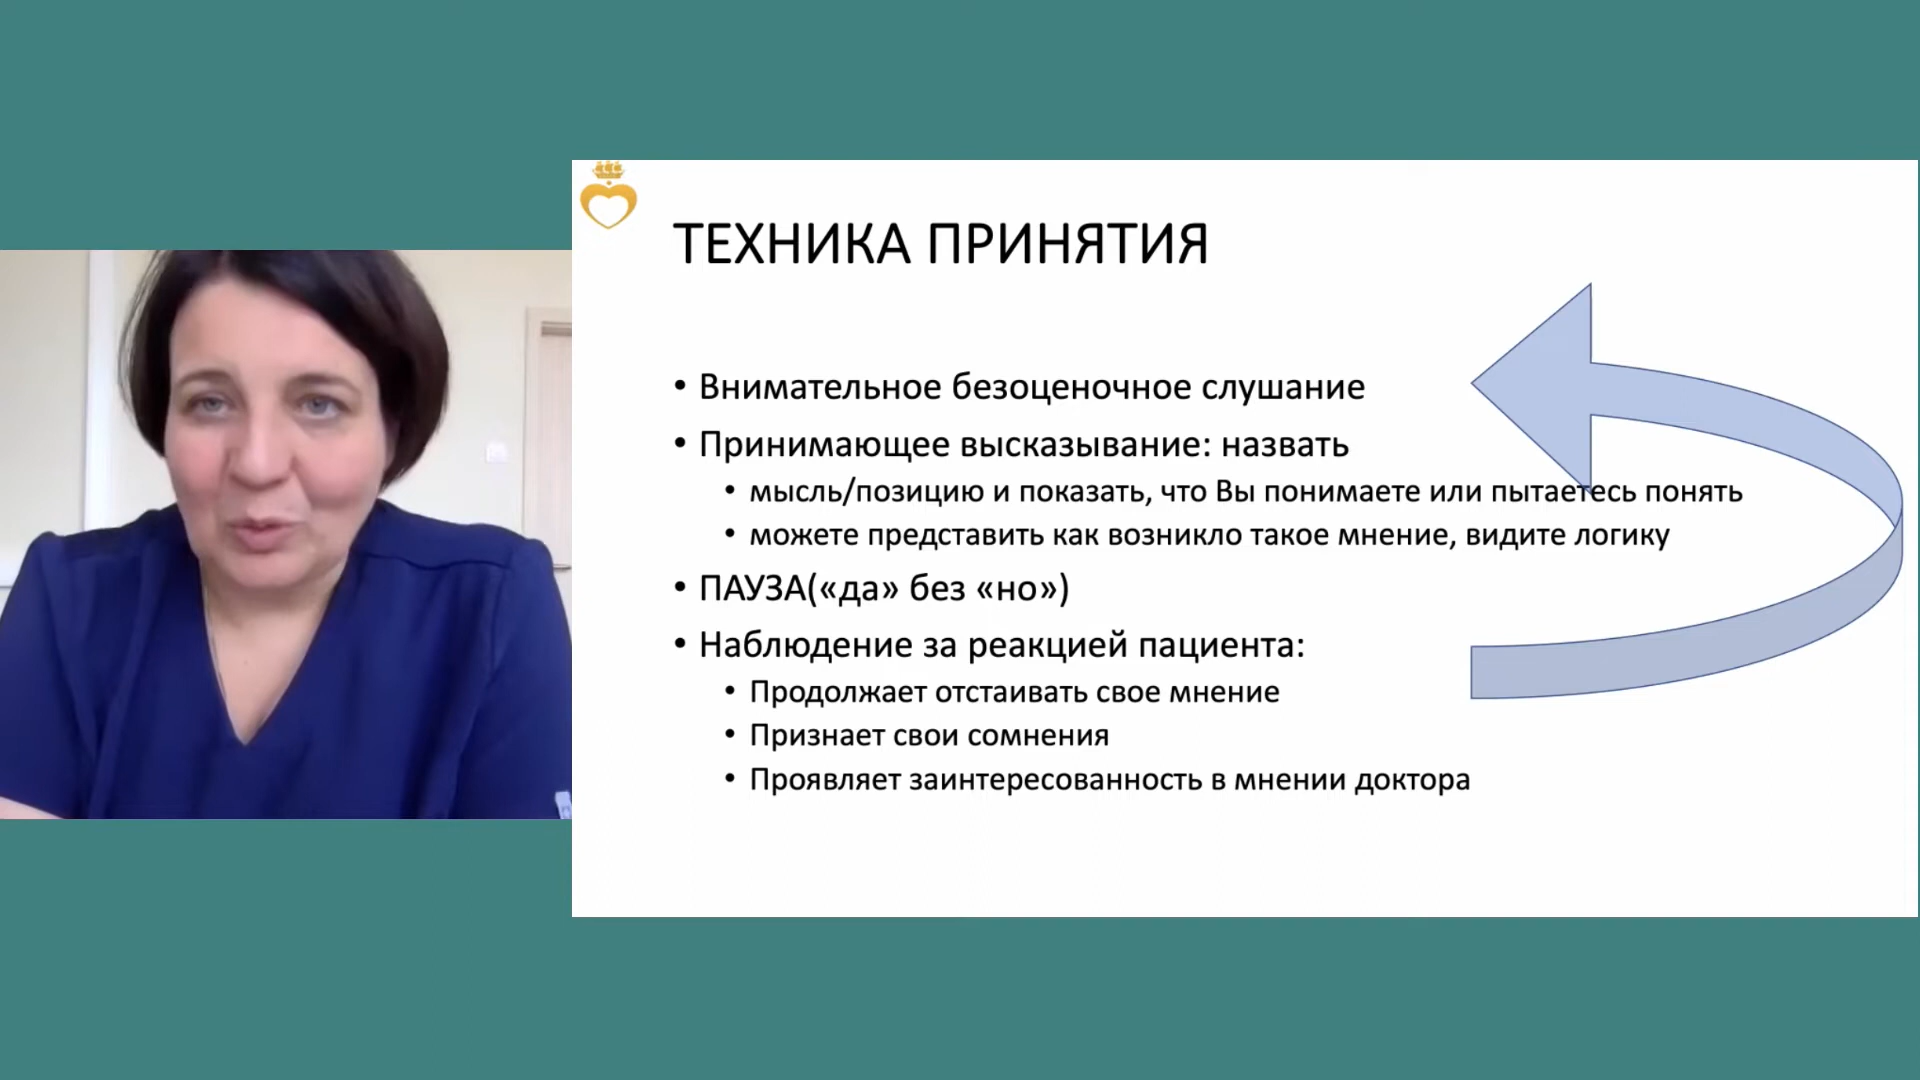 ТЕХНИКА ПРИНЯТИЯ
• Внимательное безоценочное слушание
• Принимающее высказывание: назвать
• мысль/позицию и показать, что Вы понимаете или пытаетесь понять
• можете представить как возникло такое мнение, видите логику
• ПАУЗА(«да» без «но»)
• Наблюдение за реакцией пациента:
• Продолжает отстаивать свое мнение
• Признает свои сомнения
• Проявляет заинтересованность в мнении доктора